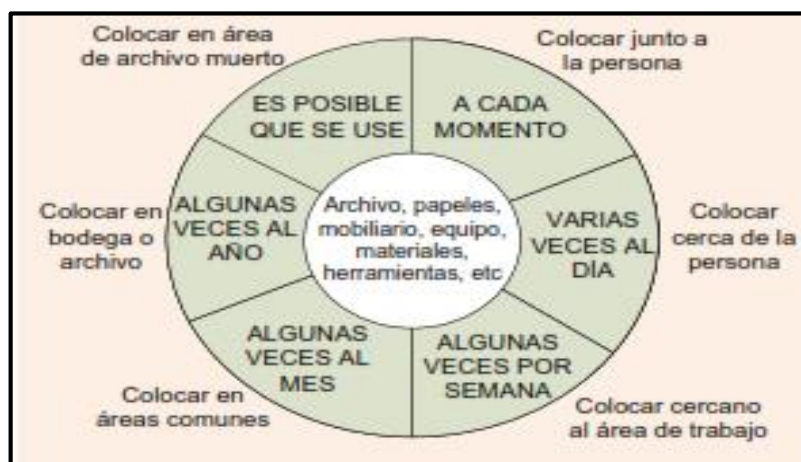 Colocar en área
de archivo muerto
Colocar junto a
la persona
ES POSIBLE
QUE SE USE
A CADA
MOMENTO
Colocar en
bodega o
archivo
ALGUNAS
VECES AL
AÑO
Archivo, papeles,
mobiliario, equipo,
materiales,
herramientas, etc
VARIAS
VECES AL
DÍA
Colocar
cerca de la
persona
ALGUNAS
VECES AL
MES
ALGUNAS
VECES POR
SEMANA
Colocar en
áreas comunes
Colocar cercano
al área de trabajo